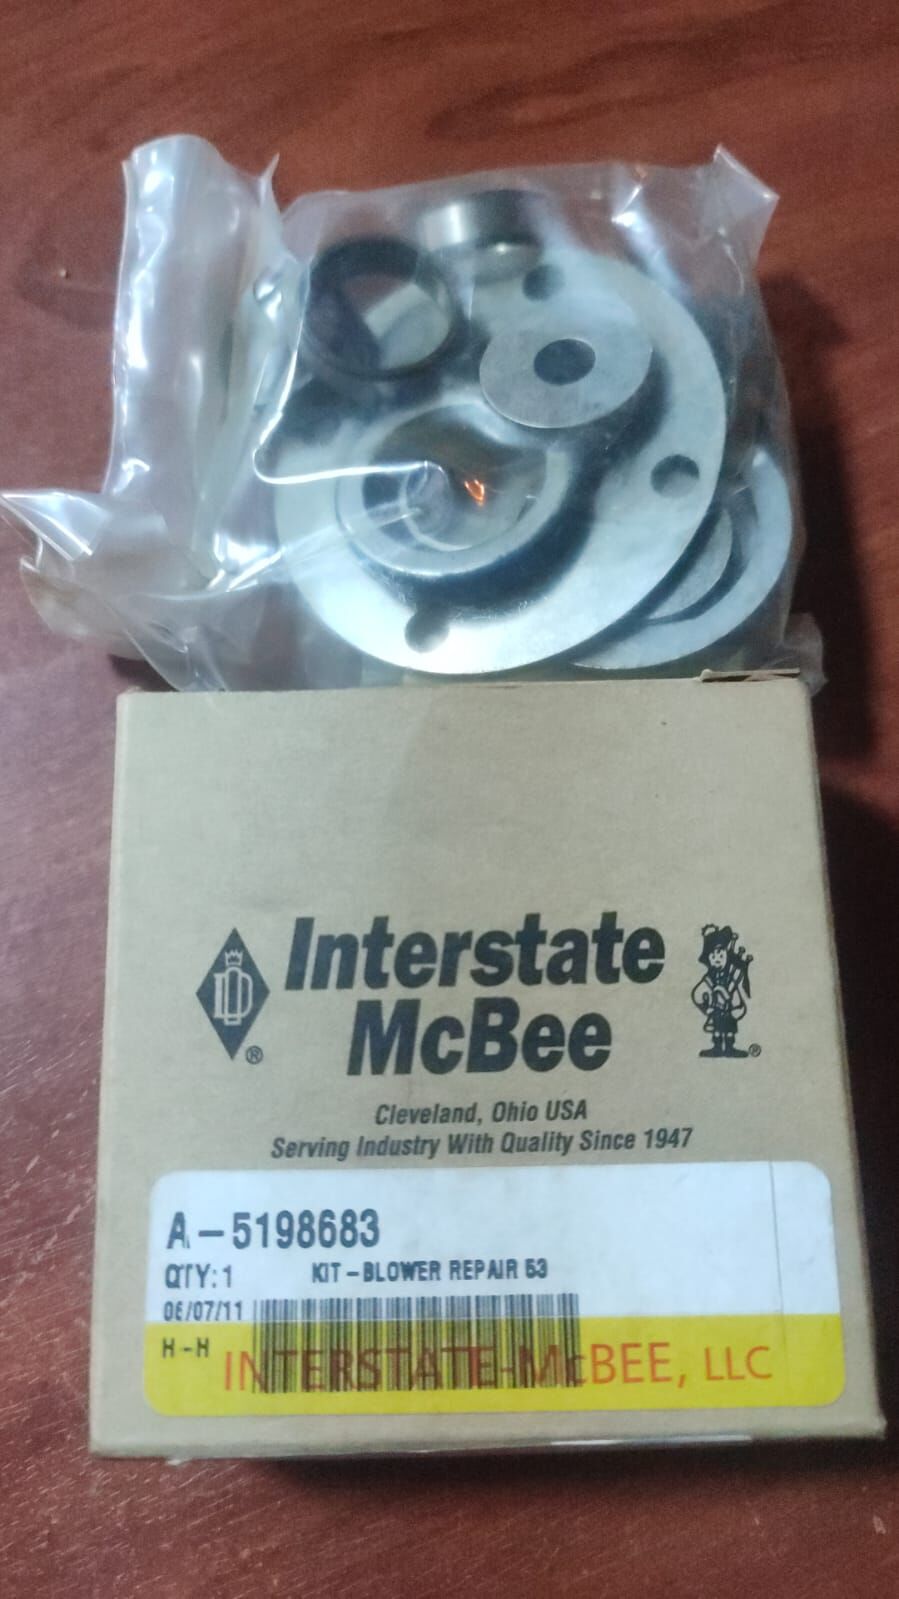 Interstate
McBee
Cleveland, Ohio USA
Serving Industry With Quality Since 1947
A-5198683
QTY:1 KIT-BLOWER REPAIR 53
06/07/11
H-H
INTERSTATE-McBEE, LLC